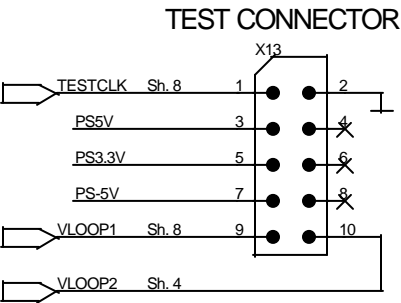 TEST CONNECTOR
X13
TESTCLK Sh. 8 1 2
PS5V 3 4
PS3.3V 5 6
PS-5V 7 8
VLOOP1 Sh. 8 9 10
VLOOP2 Sh. 4